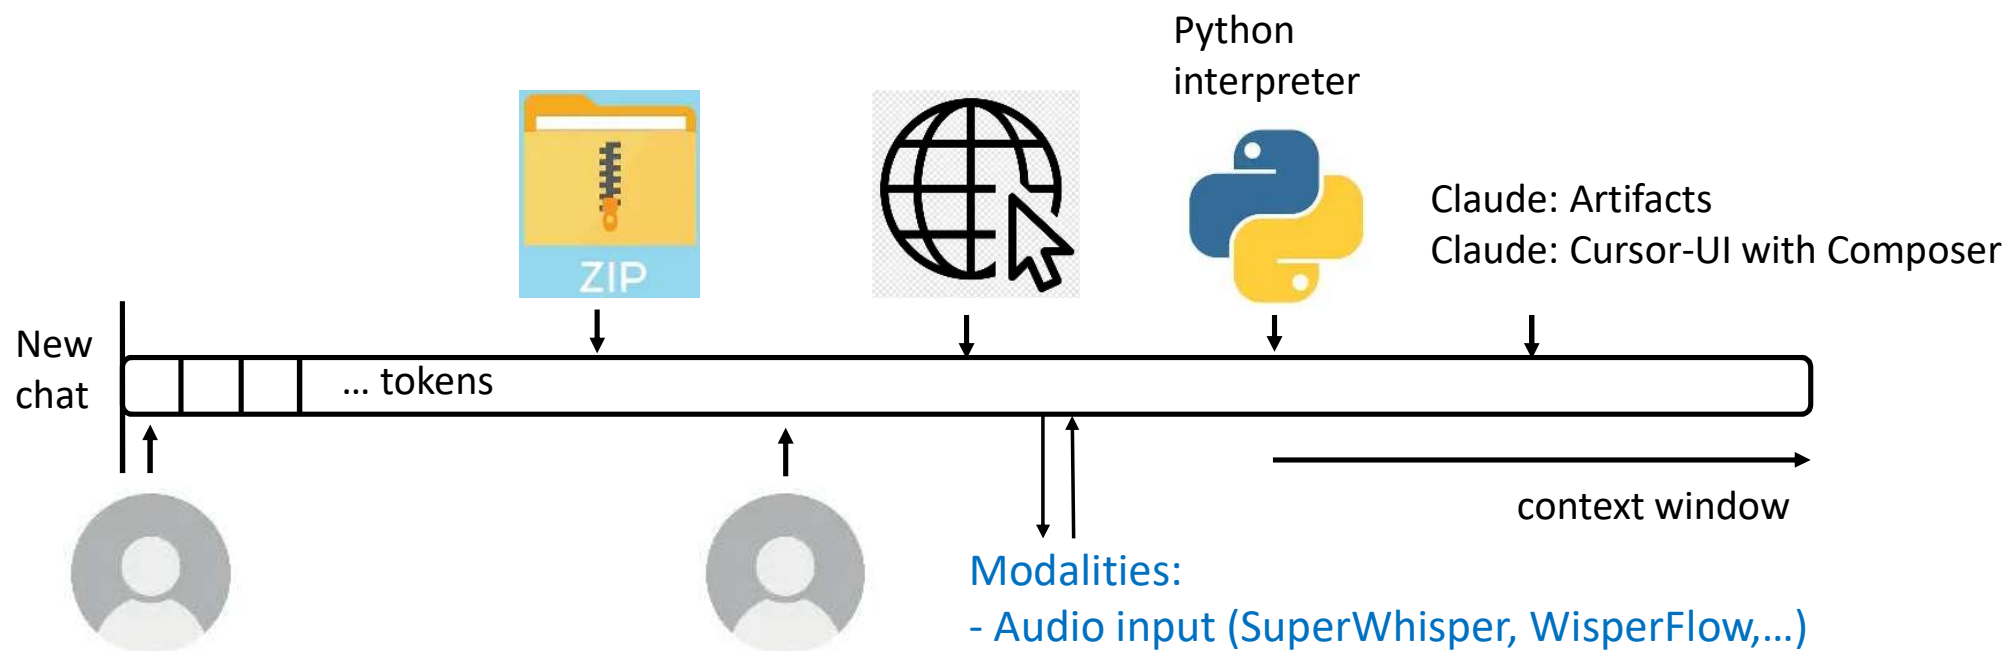 Python
interpreter
ZIP
Claude: Artifacts
Claude: Cursor-UI with Composer
New
chat
... tokens
context window
Modalities:
- Audio input (SuperWhisper, WisperFlow,...)